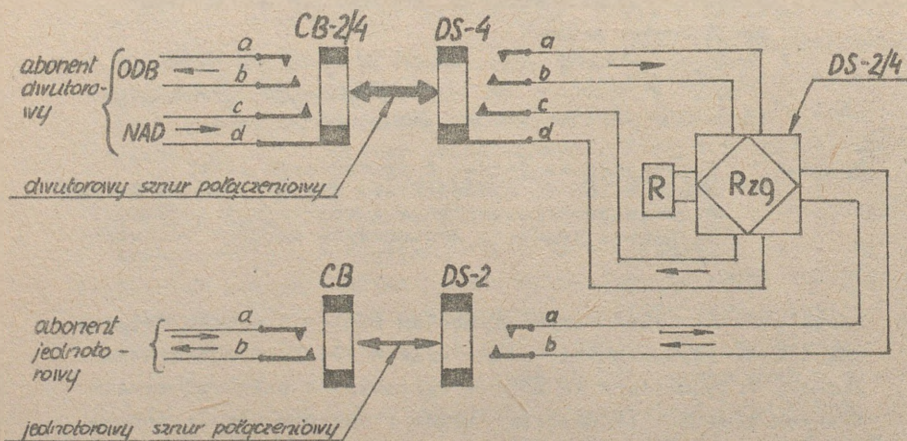 CB-2/4
DS-4
abonent
dwutoro-
wy
ODB
NAD
a
b
c
d
a
b
c
d
DS-2/4
R
Rzg
dwutorowy sznur połączeniowy
CB
DS-2
abonent
jednoto-
rowy
a
b
a
b
jednotorowy sznur połączeniowy